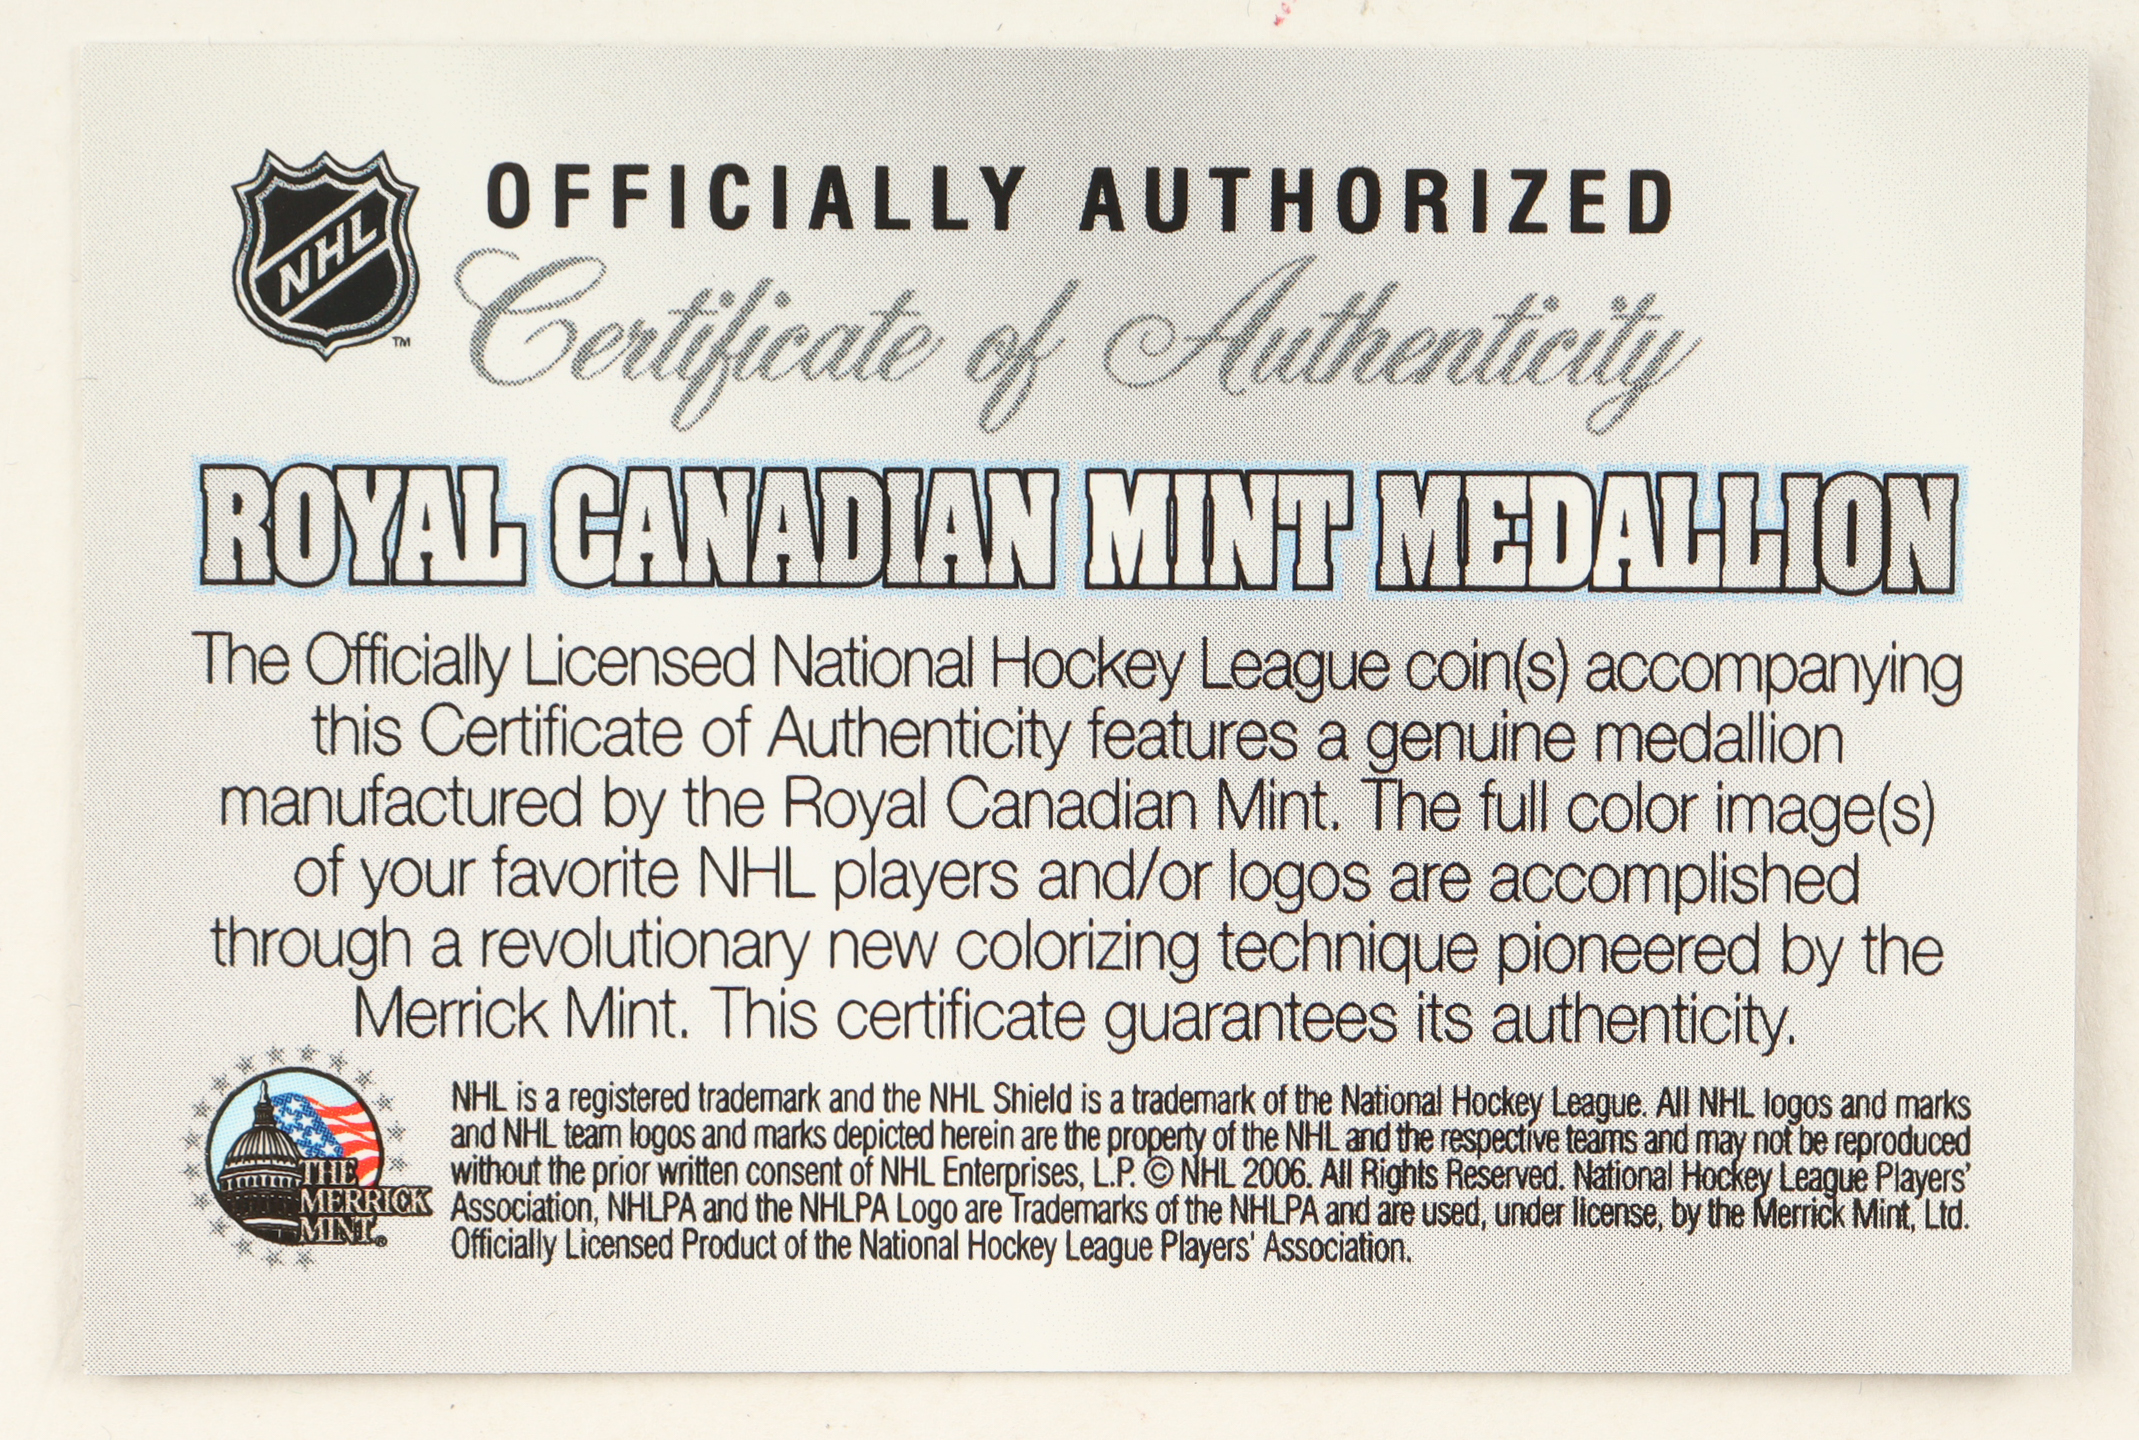 NHL
TM
OFFICIALLY AUTHORIZED
Certificate of Authenticity
ROYAL CANADIAN MINT MEDALLION
The Officially Licensed National Hockey League coin(s) accompanying
this Certificate of Authenticity features a genuine medallion
manufactured by the Royal Canadian Mint. The full color image(s)
of your favorite NHL players and/or logos are accomplished
through a revolutionary new colorizing technique pioneered by the
Merrick Mint. This certificate guarantees its authenticity.
THE
MERRICK
MINT®
NHL is a registered trademark and the NHL Shield is a trademark of the National Hockey League. All NHL logos and marks
and NHL team logos and marks depicted herein are the property of the NHL and the respective teams and may not be reproduced
without the prior written consent of NHL Enterprises, L.P. © NHL 2006. All Rights Reserved. National Hockey League Players'
Association, NHLPA and the NHLPA Logo are Trademarks of the NHLPA and are used, under license, by the Merrick Mint, Ltd.
Officially Licensed Product of the National Hockey League Players' Association.